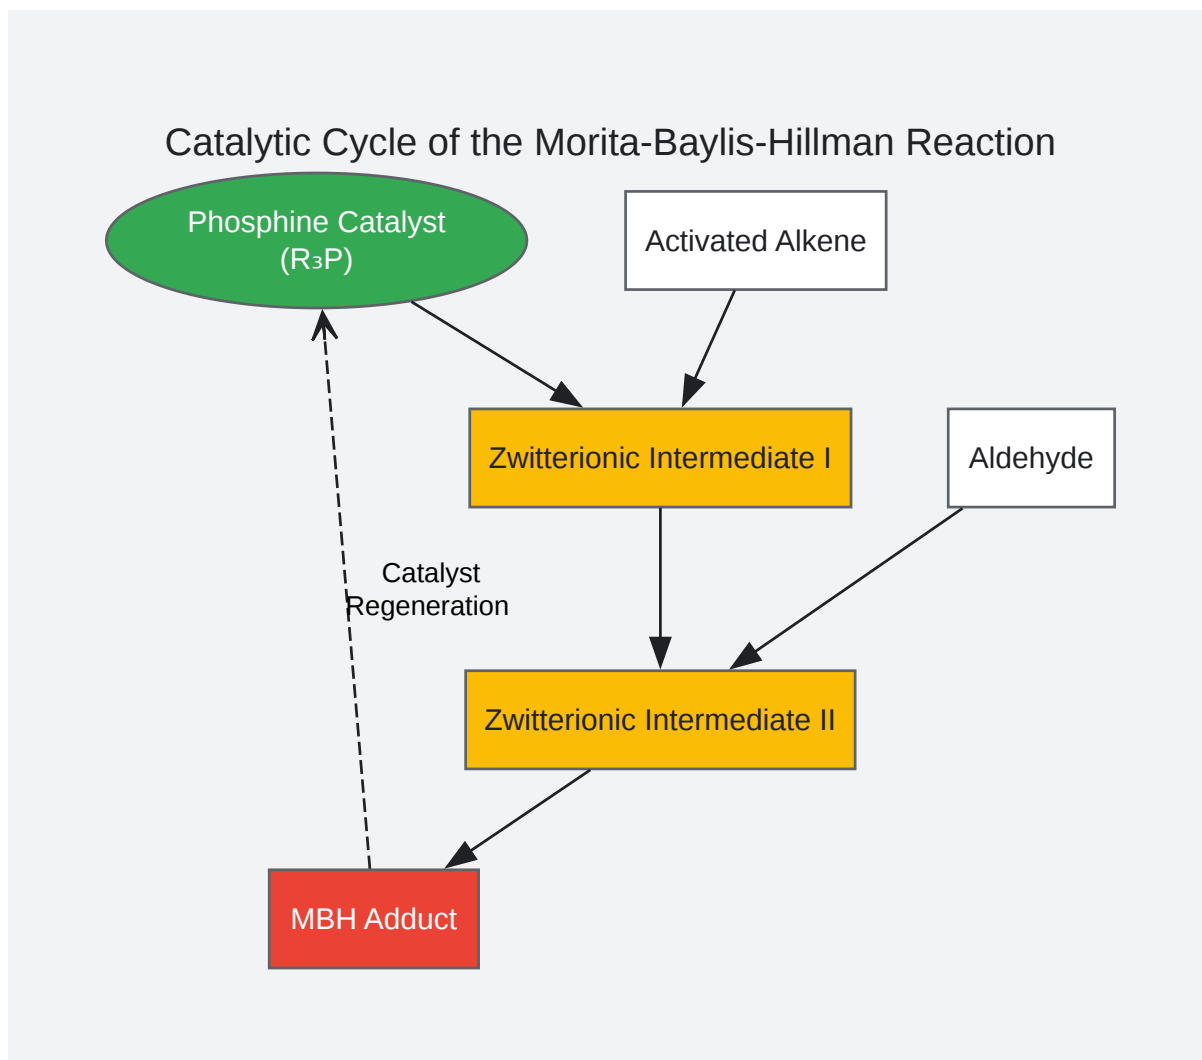 Catalytic Cycle of the Morita-Baylis-Hillman Reaction
Phosphine Catalyst
(R₃P)
Activated Alkene
Zwitterionic Intermediate I
Aldehyde
Catalyst
Regeneration
Zwitterionic Intermediate II
MBH Adduct